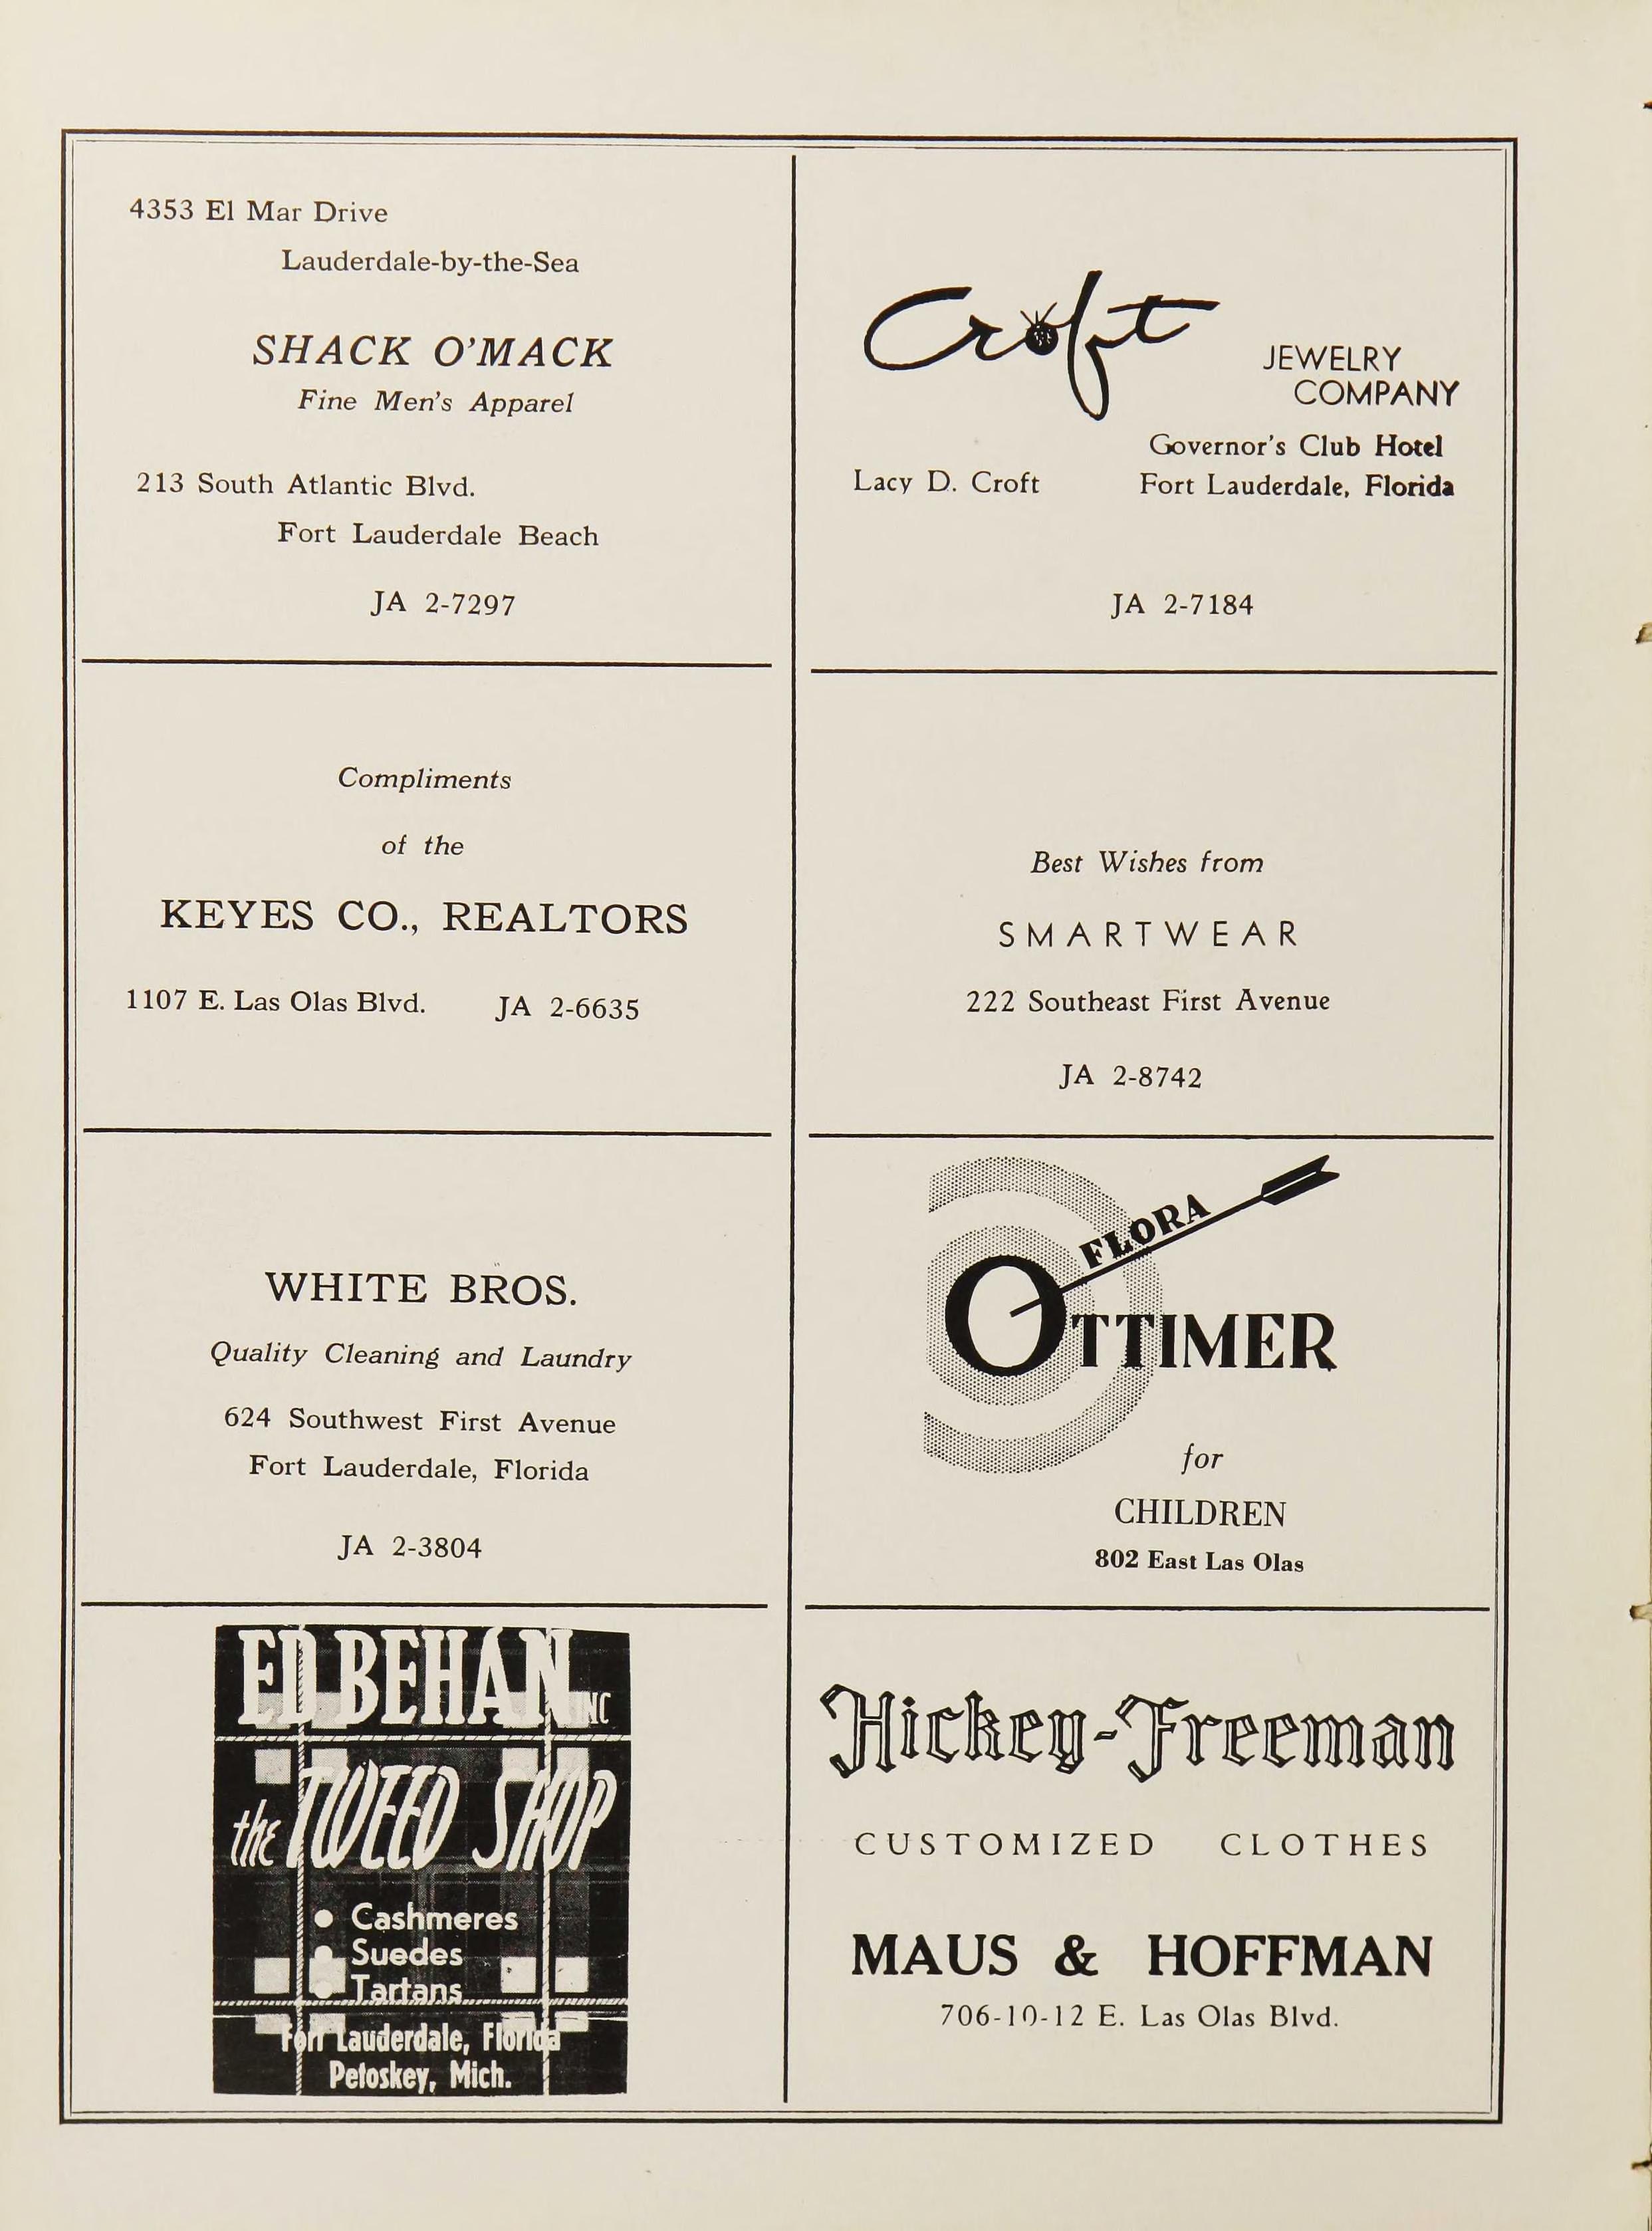 4353 El Mar Drive
Lauderdale-by-the-Sea
SHACK O'MACK
Fine Men's Apparel
213 South Atlantic Blvd.
Fort Lauderdale Beach
JA 2-7297
Croft
JEWELRY
COMPANY
Governor's Club Hotel
Lacy D. Croft Fort Lauderdale, Florida
JA 2-7184
Compliments
of the
KEYES CO., REALTORS
1107 E. Las Olas Blvd. JA 2-6635
Best Wishes from
SMARTWEAR
222 Southeast First Avenue
JA 2-8742
WHITE BROS.
Quality Cleaning and Laundry
624 Southwest First Avenue
Fort Lauderdale, Florida
JA 2-3804
FLORA
OTTIMER
for
CHILDREN
802 East Las Olas
ED BEHAN INC
the TWEED SHOP
• Cashmeres
• Suedes
• Tartans
Fort Lauderdale, Florida
Petoskey, Mich.
Hickey-Freeman
CUSTOMIZED CLOTHES
MAUS & HOFFMAN
706-10-12 E. Las Olas Blvd.